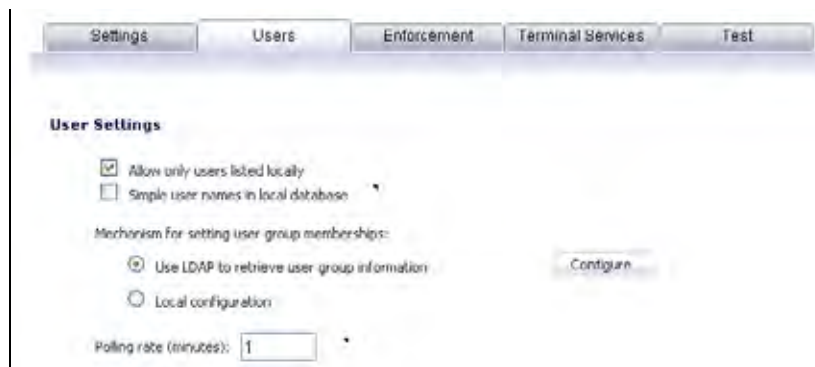 Settings Users Enforcement Terminal Services Test
User Settings
Allow only users listed locally
Simple user names in local database
Mechanism for setting user group memberships:
Use LDAP to retrieve user group information Configure...
Local configuration
Polling rate (minutes): 1